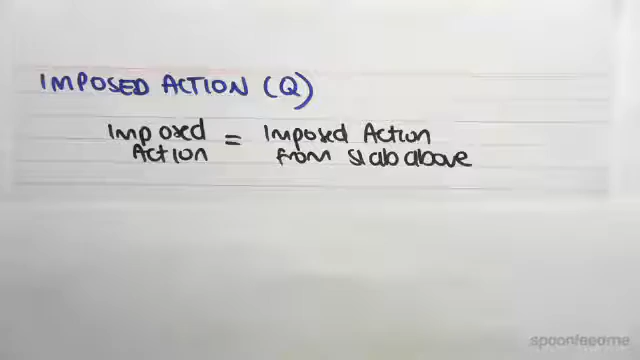 IMPOSED ACTION (Q)
Imposed = Imposed Action
Action from slab above
spoonfeedme